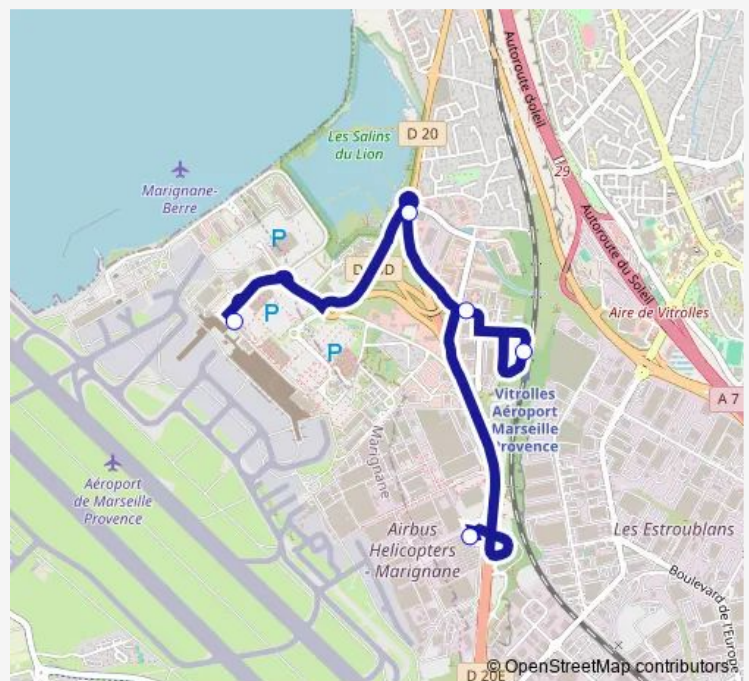 Autoroute du Soleil
D 20
Les Salins
du Lion
29
Marignane-
Berre
P
Autoroute du Soleil
P
Aire de Vitrolles
P
A 7
Vitrolles
Aéroport
Marseille
Provence
Marignane
Aéroport
de Marseille
Provence
Airbus
Helicopters
- Marignane
Les Estroublans
Boulevard de l'Europe
D 20E
© OpenStreetMap contributors